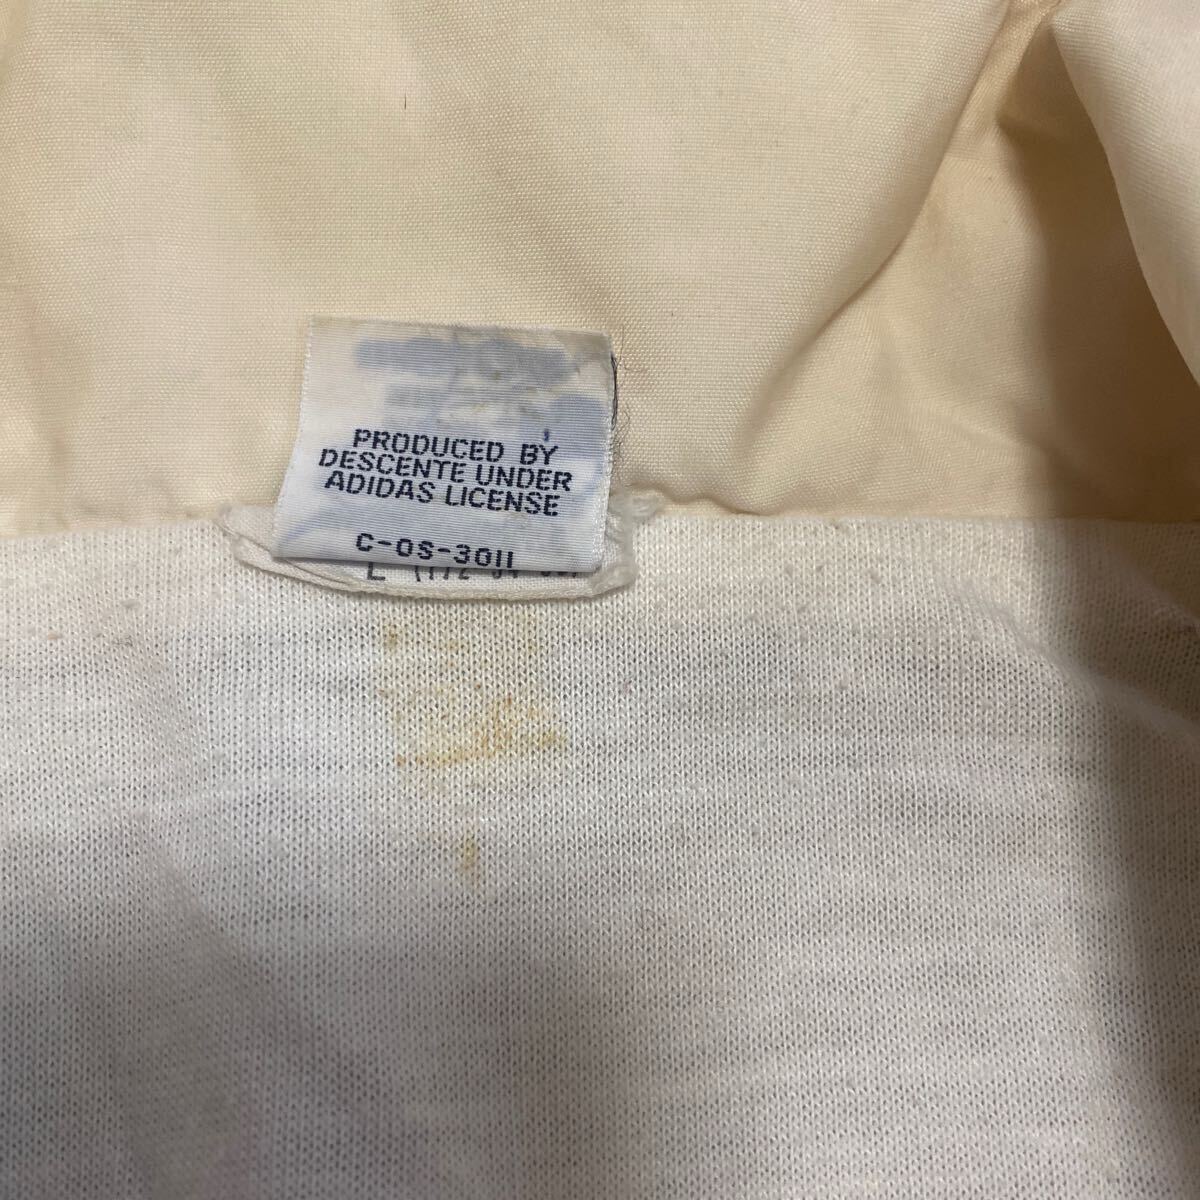 PRODUCED BY
DESCENTE UNDER
ADIDAS LICENSE
C-OS-3011
L